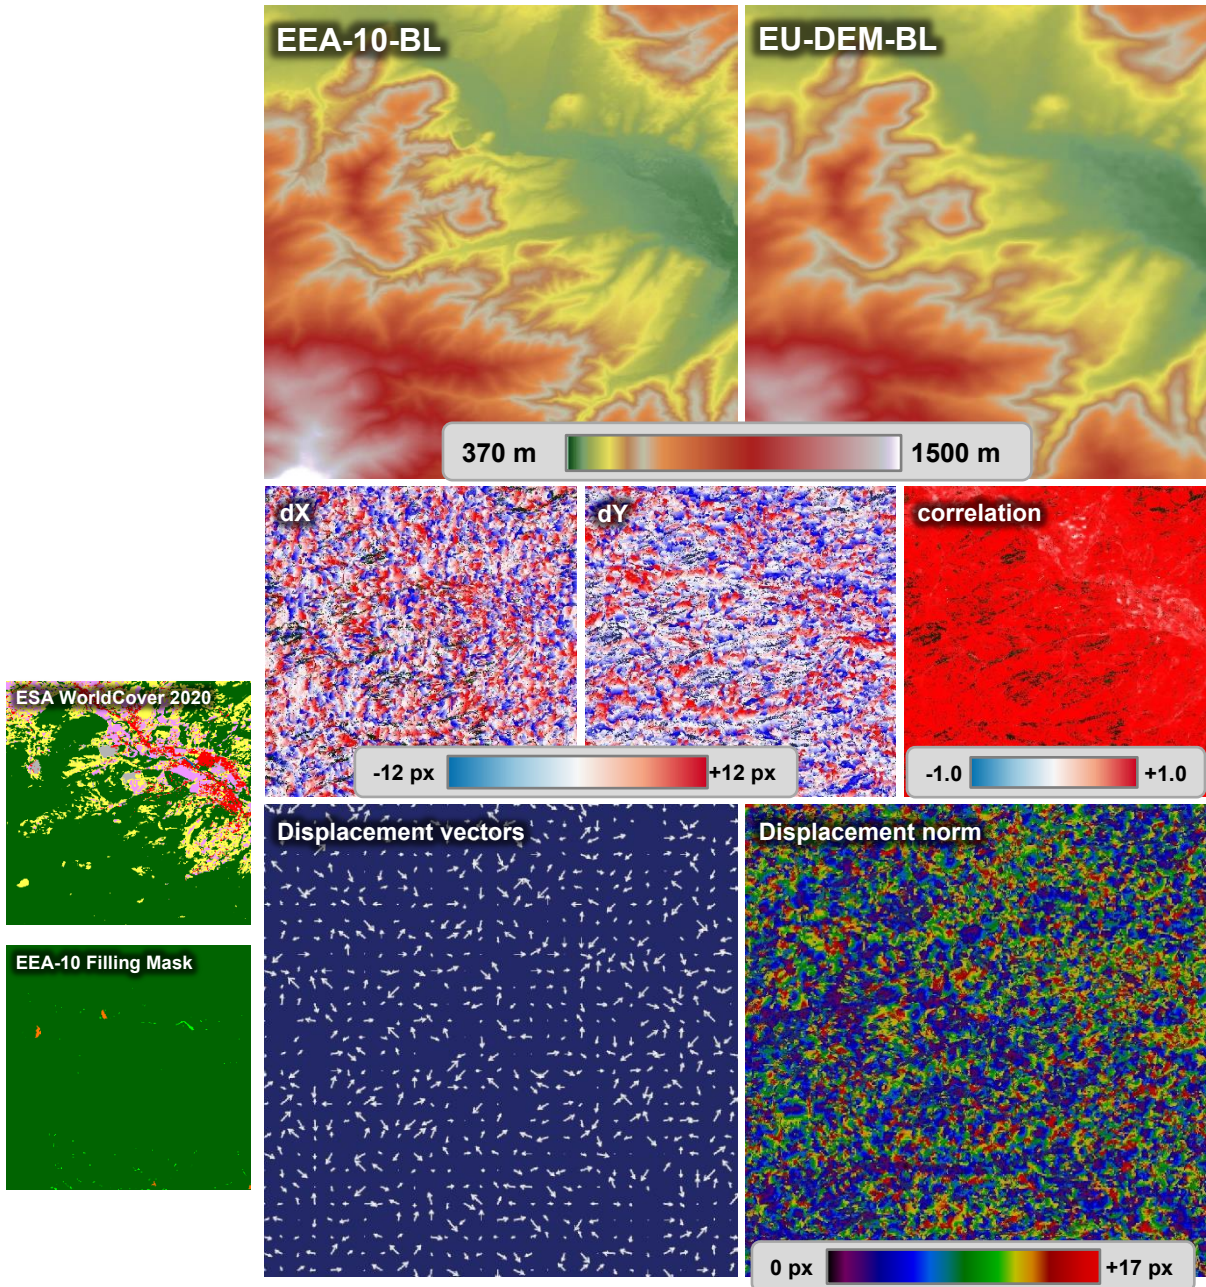 EEA-10-BL
EU-DEM-BL
370 m
1500 m
dX
dY
correlation
-12 px
+12 px
-1.0
+1.0
ESA WorldCover 2020
EEA-10 Filling Mask
Displacement vectors
Displacement norm
0 px
+17 px